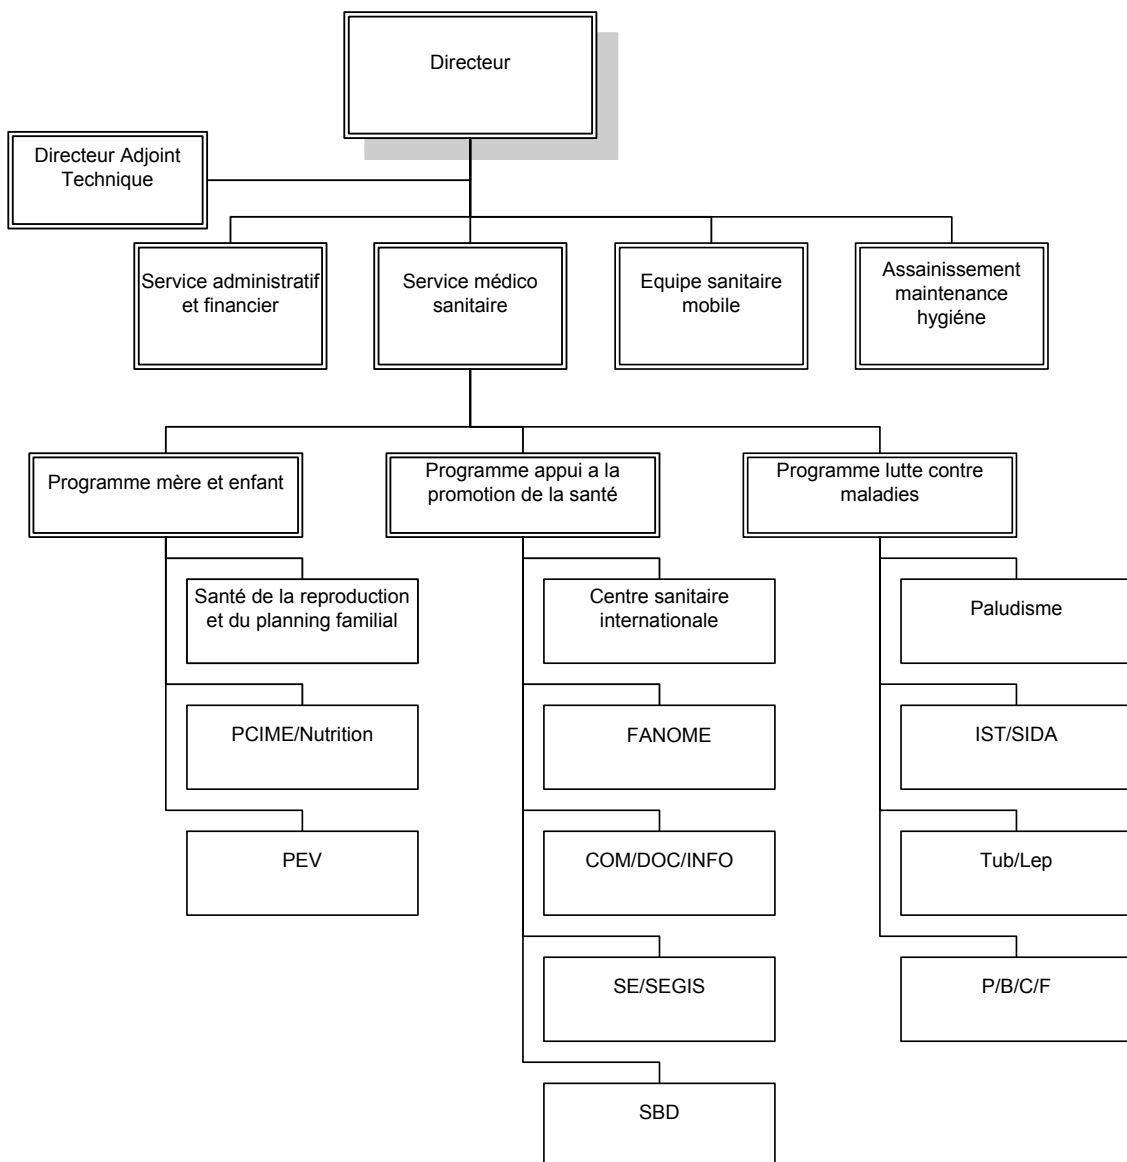 Directeur
Directeur Adjoint
Technique
Service administratif
et financier
Service médico
sanitaire
Equipe sanitaire
mobile
Assainissement
maintenance
hygiéne
Programme mère et enfant
Programme appui a la
promotion de la santé
Programme lutte contre
maladies
Santé de la reproduction
et du planning familial
Centre sanitaire
internationale
Paludisme
PCIME/Nutrition
FANOME
IST/SIDA
PEV
COM/DOC/INFO
Tub/Lep
SE/SEGIS
P/B/C/F
SBD